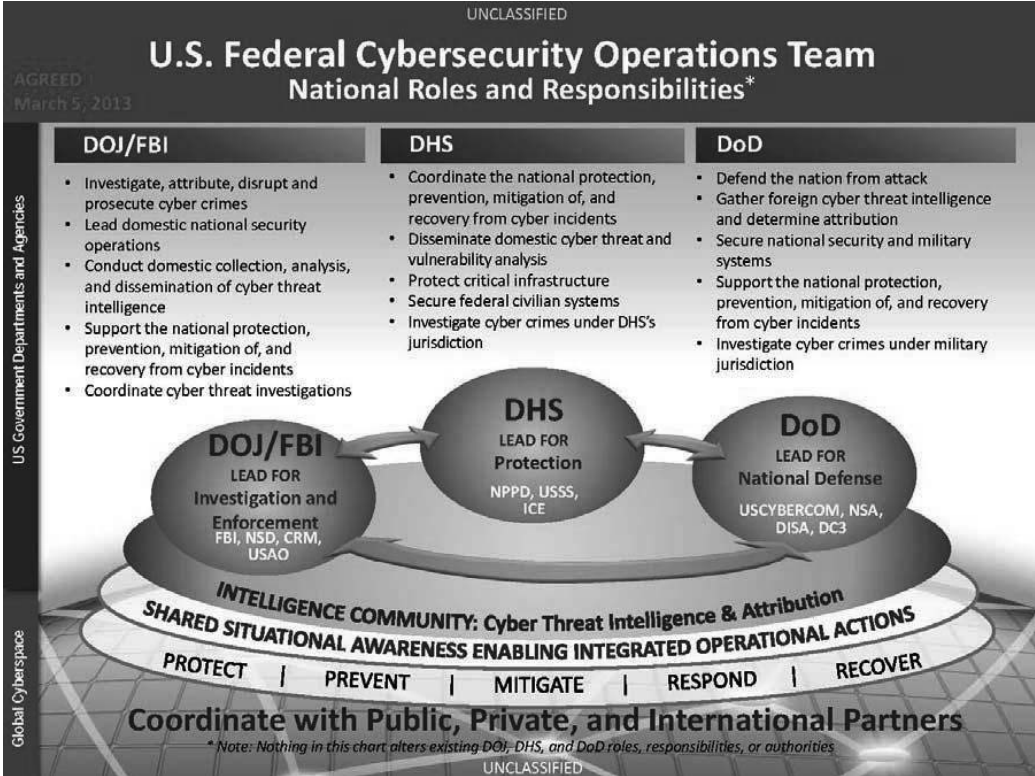 UNCLASSIFIED
U.S. Federal Cybersecurity Operations Team
National Roles and Responsibilities*
AGREED
March 5, 2013
US Government Departments and Agencies
Global Cyberspace
DOJ/FBI
• Investigate, attribute, disrupt and
prosecute cyber crimes
• Lead domestic national security
operations
• Conduct domestic collection, analysis,
and dissemination of cyber threat
intelligence
• Support the national protection,
prevention, mitigation of, and
recovery from cyber incidents
• Coordinate cyber threat investigations
DHS
• Coordinate the national protection,
prevention, mitigation of, and
recovery from cyber incidents
• Disseminate domestic cyber threat and
vulnerability analysis
• Protect critical infrastructure
• Secure federal civilian systems
• Investigate cyber crimes under DHS's
jurisdiction
DoD
• Defend the nation from attack
• Gather foreign cyber threat intelligence
and determine attribution
• Secure national security and military
systems
• Support the national protection,
prevention, mitigation of, and recovery
from cyber incidents
• Investigate cyber crimes under military
jurisdiction
DOJ/FBI
LEAD FOR
Investigation and
Enforcement
FBI, NSD, CRM,
USAO
DHS
LEAD FOR
Protection
NPPD, USSS,
ICE
DoD
LEAD FOR
National Defense
USCYBERCOM, NSA,
DISA, DC3
INTELLIGENCE COMMUNITY: Cyber Threat Intelligence & Attribution
SHARED SITUATIONAL AWARENESS ENABLING INTEGRATED OPERATIONAL ACTIONS
PROTECT | PREVENT | MITIGATE | RESPOND | RECOVER
Coordinate with Public, Private, and International Partners
* Note: Nothing in this chart alters existing DOJ, DHS, and DoD roles, responsibilities, or authorities
UNCLASSIFIED